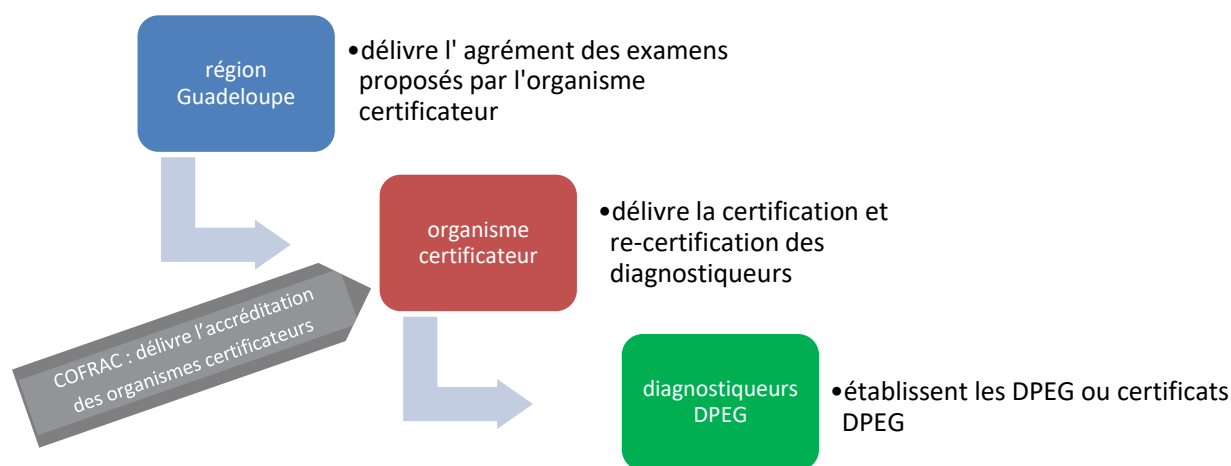 région
Guadeloupe
•délivre l' agrément des examens
proposés par l'organisme
certificateur
organisme
certificateur
•délivre la certification et
re-certification des
diagnostiqueurs
COFRAC : délivre l’accréditation
des organismes certificateurs
diagnostiqueurs
DPEG
•établissent les DPEG ou certificats
DPEG